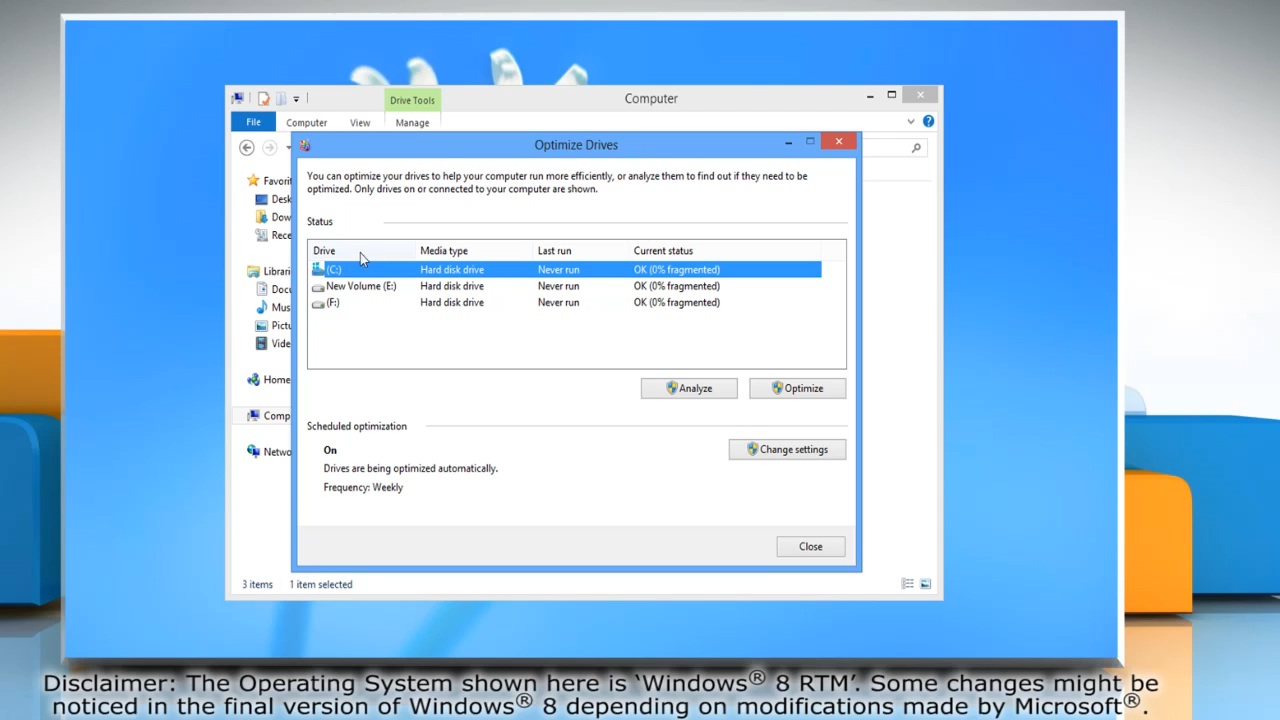 Drive Tools
Computer
File
Computer
View
Manage
Optimize Drives
You can optimize your drives to help your computer run more efficiently, or analyze them to find out if they need to be
optimized. Only drives on or connected to your computer are shown.
Status
Drive Media type Last run Current status
(C:) Hard disk drive Never run OK (0% fragmented)
New Volume (E:) Hard disk drive Never run OK (0% fragmented)
(F:) Hard disk drive Never run OK (0% fragmented)
Analyze
Optimize
Scheduled optimization
On
Change settings
Drives are being optimized automatically.
Frequency: Weekly
Close
Favorit
Desk
Dow
Rece
Librari
Docu
Mus
Pictu
Vide
Home
Comp
Netwo
3 items 1 item selected
Disclaimer: The Operating System shown here is ‘Windows® 8 RTM’. Some changes might be
noticed in the final version of Windows® 8 depending on modifications made by Microsoft®.